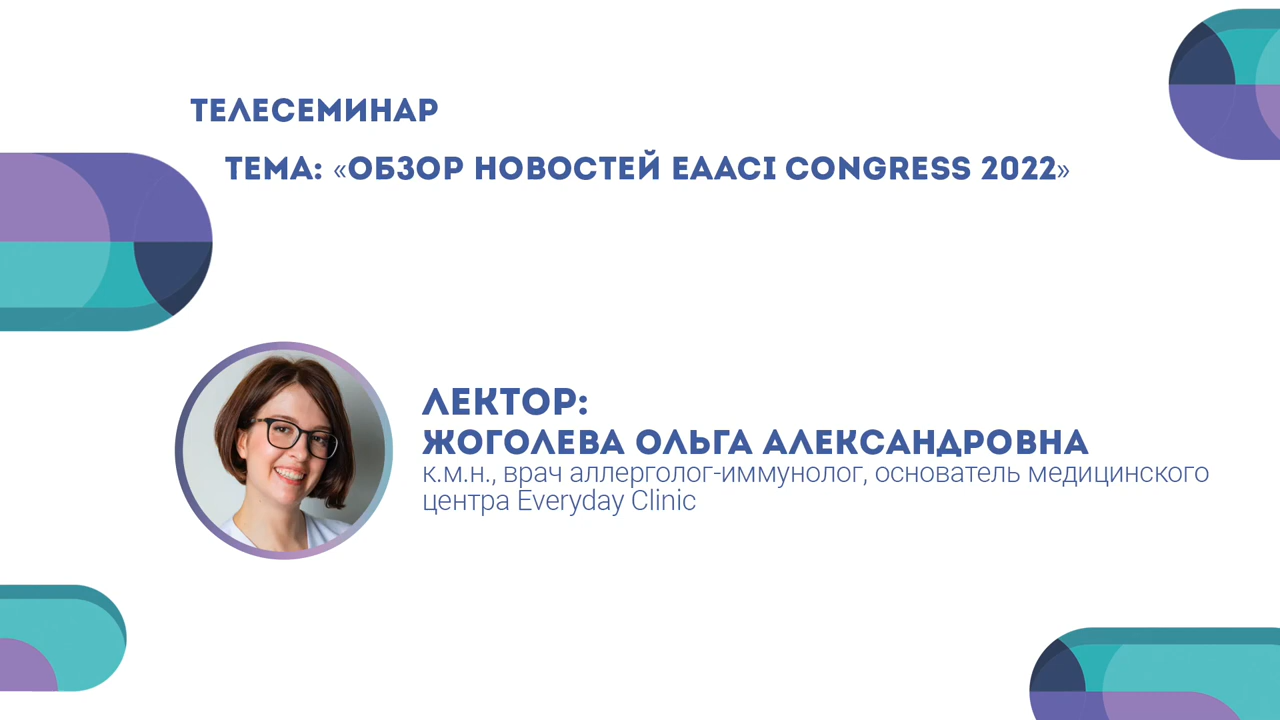 ТЕЛЕСЕМИНАР
ТЕМА: «ОБЗОР НОВОСТЕЙ EAACI CONGRESS 2022»
ЛЕКТОР:
ЖОГОЛЕВА ОЛЬГА АЛЕКСАНДРОВНА
к.м.н., врач аллерголог-иммунолог, основатель медицинского
центра Everyday Clinic